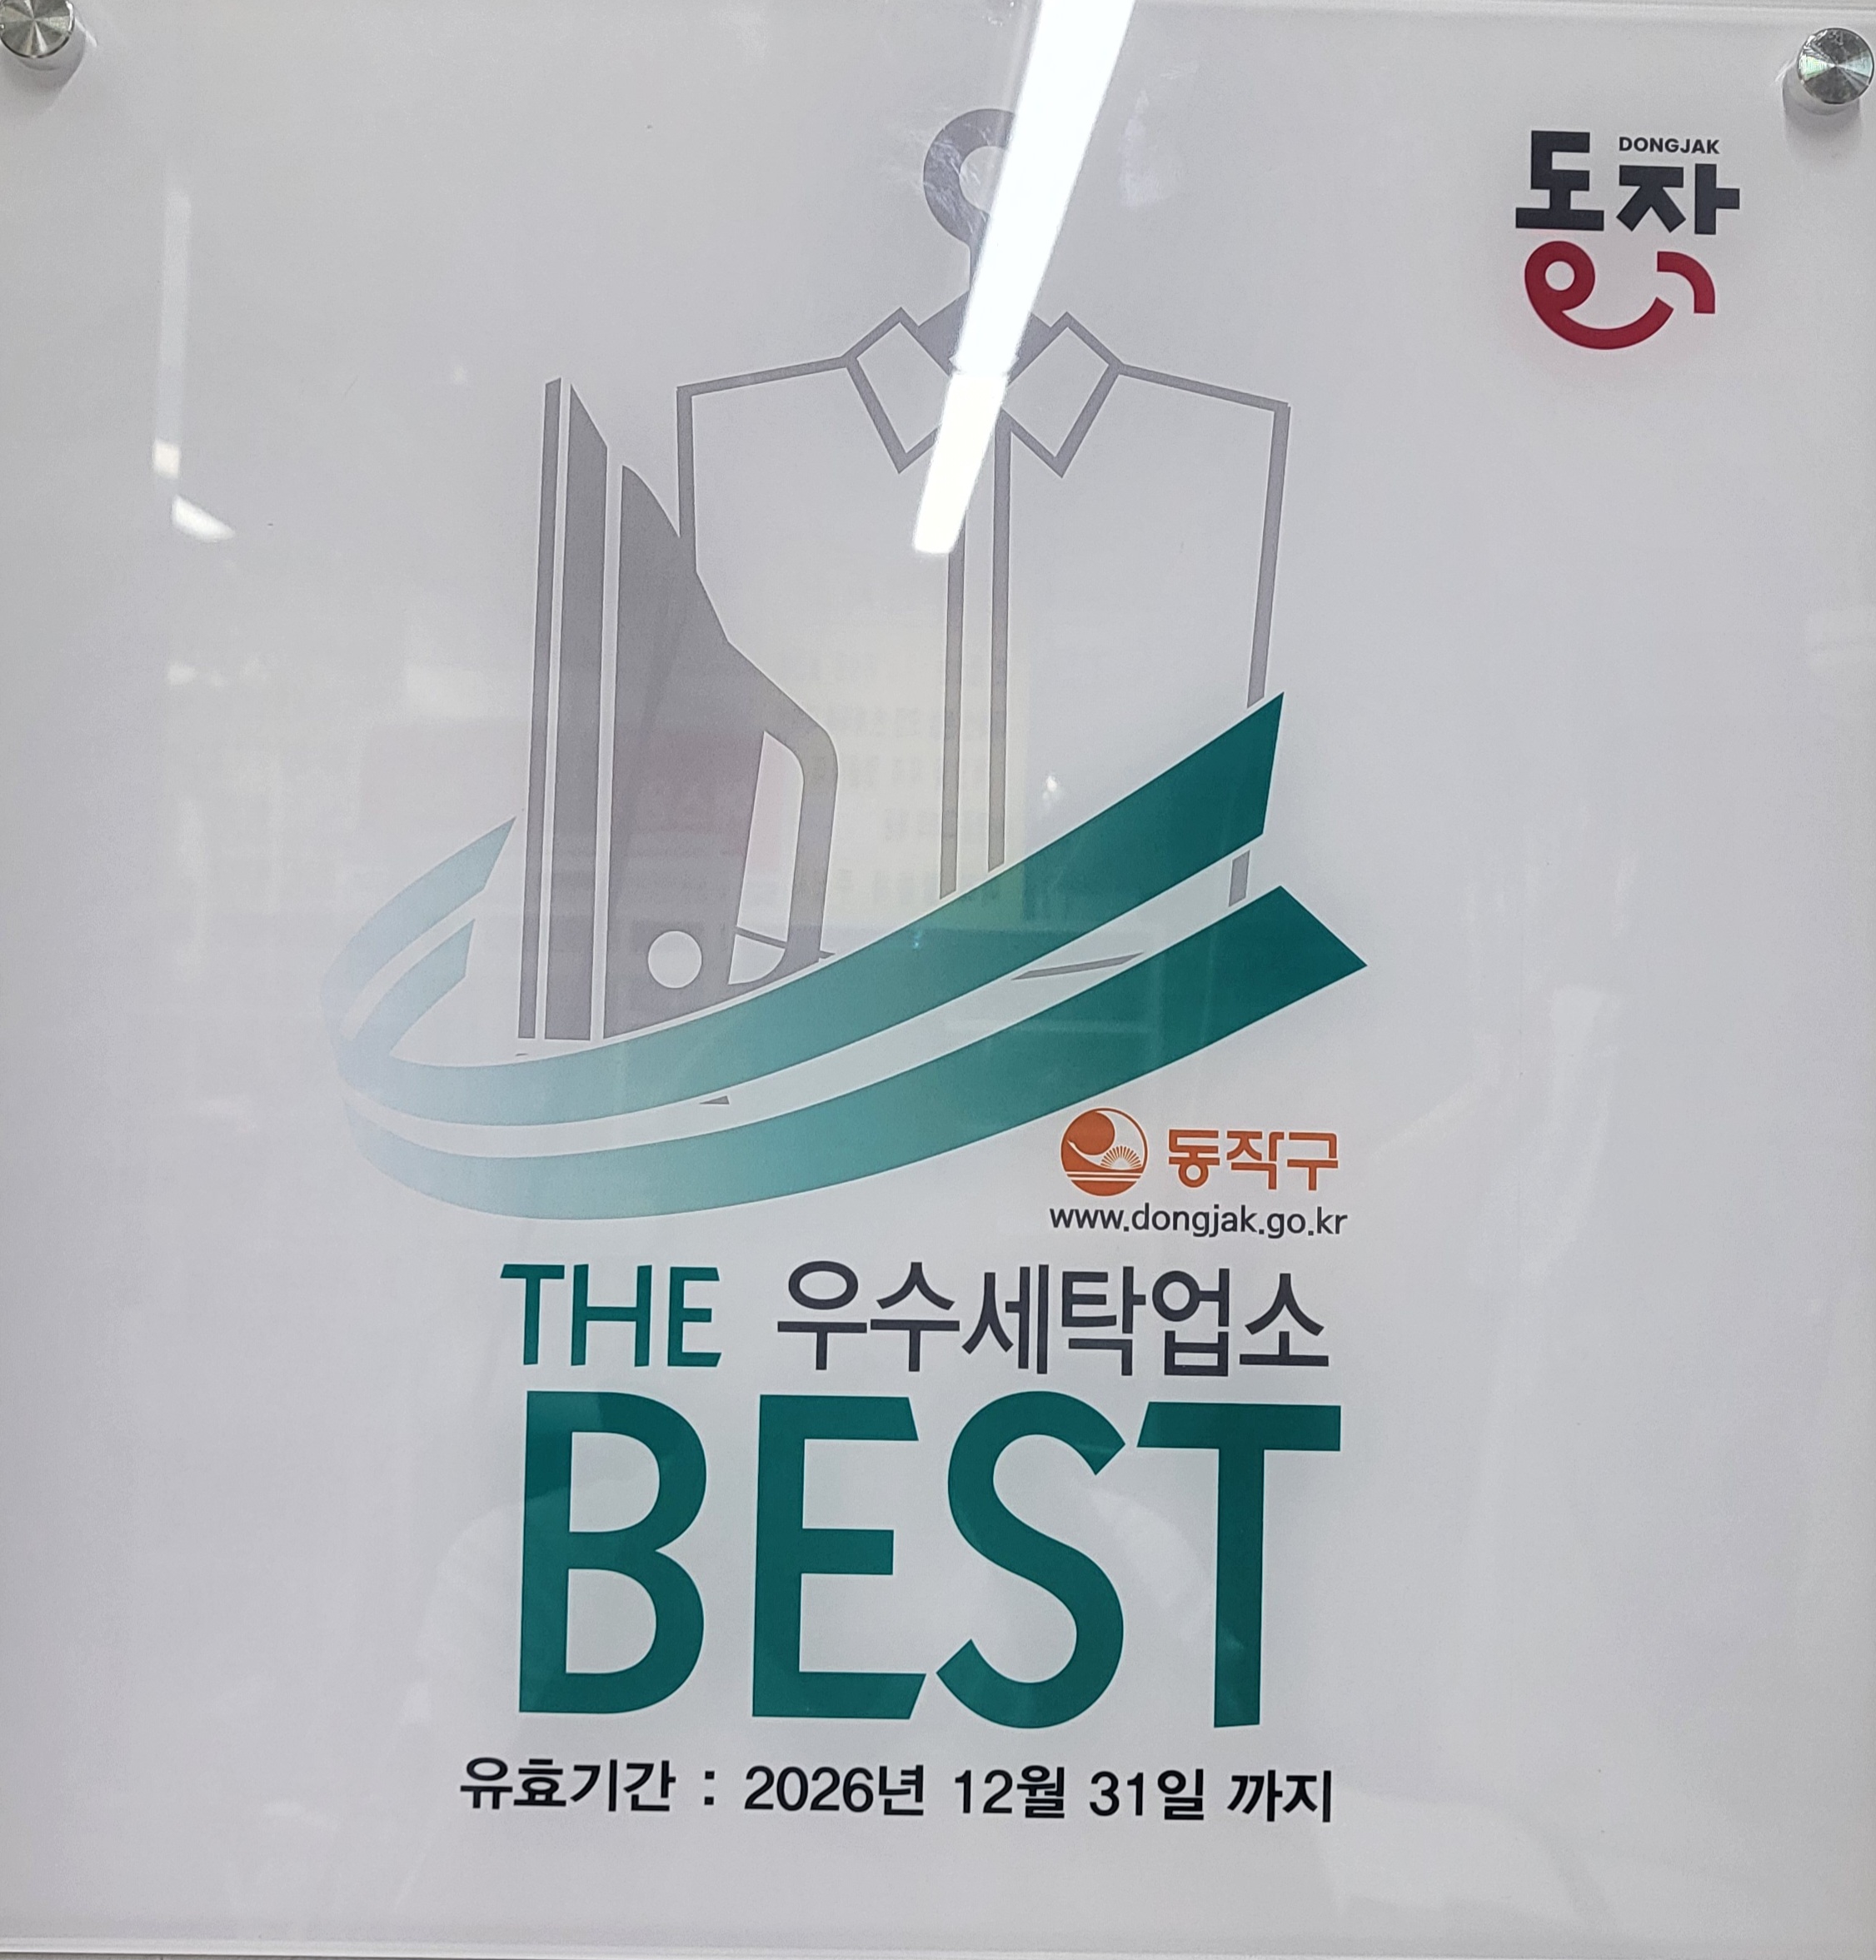 DONGJAK
동작
동작구
www.dongjak.go.kr
THE 우수세탁업소
BEST
유효기간 : 2026년 12월 31일 까지